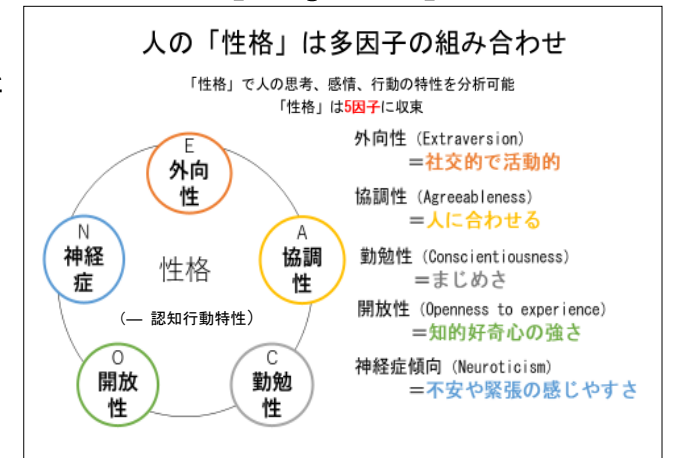 人の「性格」は多因子の組み合わせ
「性格」で人の思考、感情、行動の特性を分析可能
「性格」は5因子に収束
E
外向
性
A
協調
性
C
勤勉
性
O
開放
性
N
神経
症
性格
(— 認知行動特性)
外向性 (Extraversion)
＝社交的で活動的
協調性 (Agreeableness)
＝人に合わせる
勤勉性 (Conscientiousness)
＝まじめさ
開放性 (Openness to experience)
＝知的好奇心の強さ
神経症傾向 (Neuroticism)
＝不安や緊張の感じやすさ